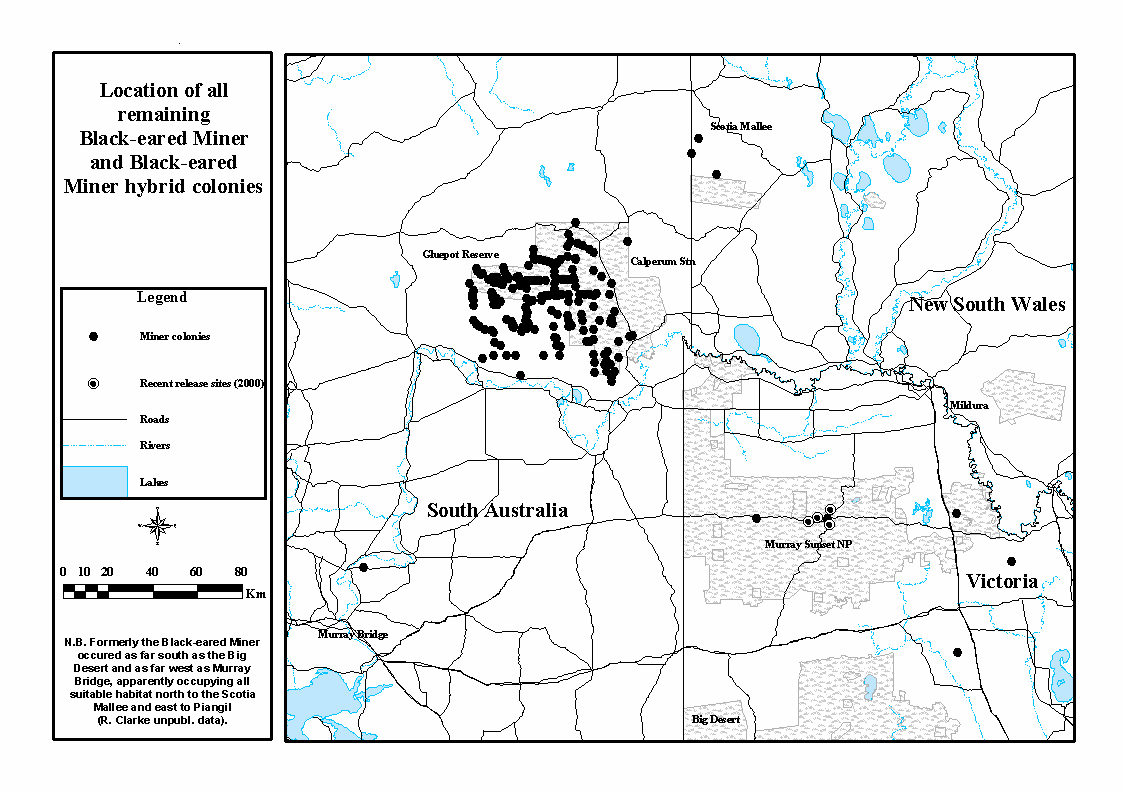 Location of all
remaining
Black-eared Miner
and Black-eared
Miner hybrid colonies
Legend
Miner colonies
Recent release sites (2000)
Roads
Rivers
Lakes
0 10 20 40 60 80
Km
N.B. Formerly the Black-eared Miner
occured as far south as the Big
Desert and as far west as Murray
Bridge, apparently occupying all
suitable habitat north to the Scotia
Mallee and east to Piangil
(R. Clarke unpubl. data).
Scotia Mallee
Gluepot Reserve
Calperum Stn
New South Wales
Mildura
South Australia
Murray Sunset NP
Victoria
Murray Bridge
Big Desert